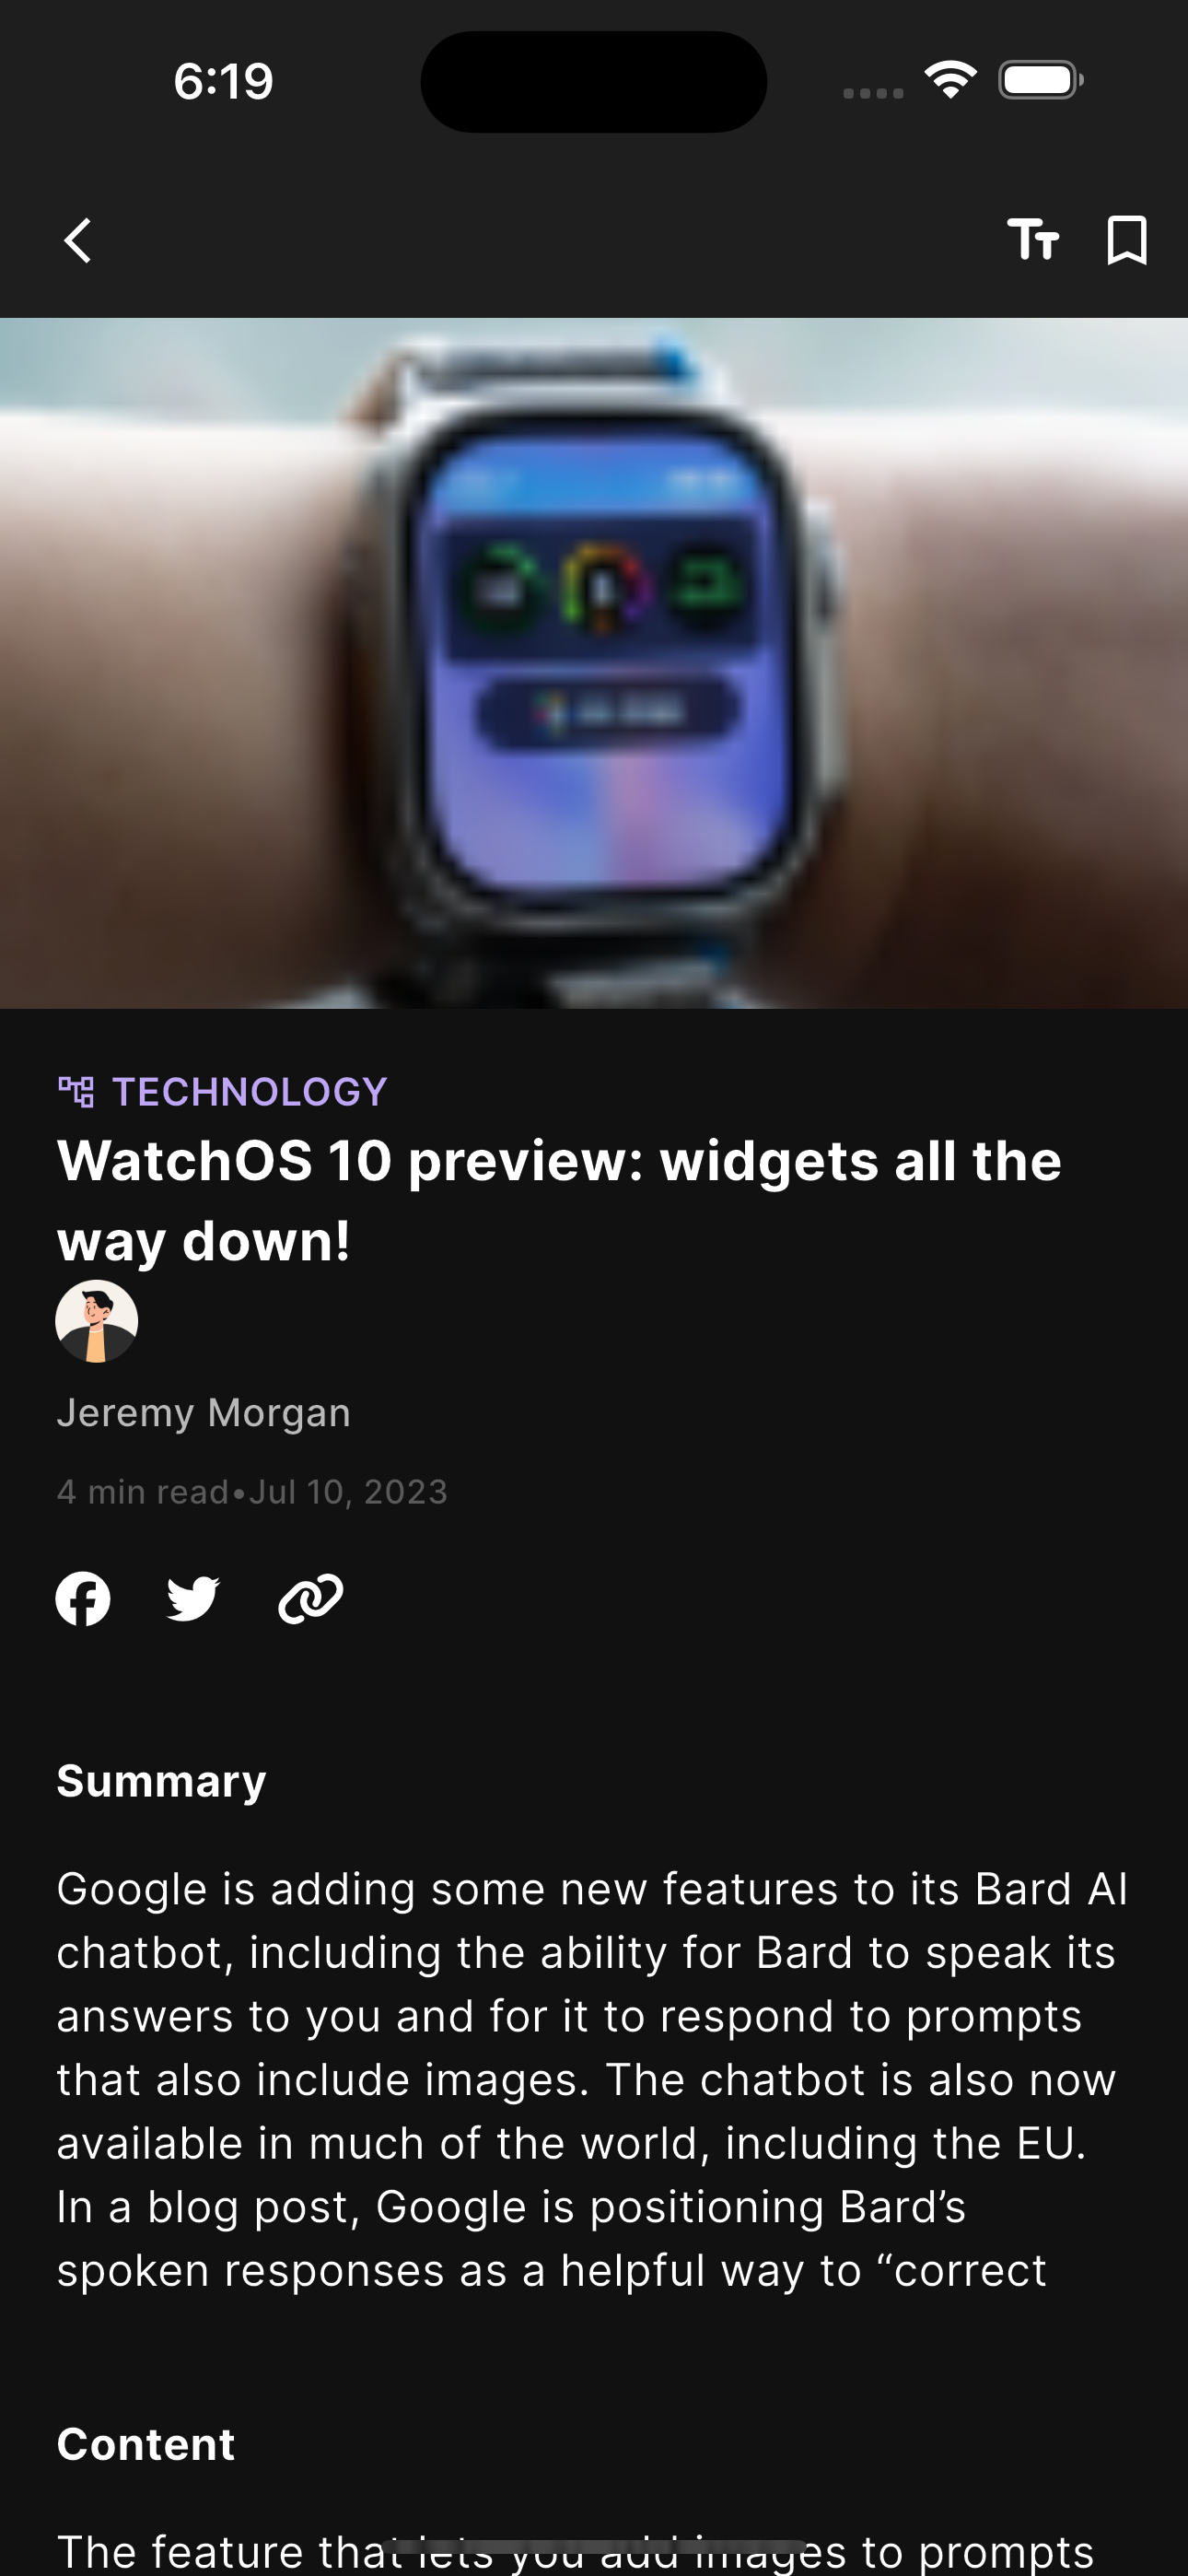 6:19
TECHNOLOGY
WatchOS 10 preview: widgets all the
way down!
Jeremy Morgan
4 min read•Jul 10, 2023
Summary
Google is adding some new features to its Bard AI
chatbot, including the ability for Bard to speak its
answers to you and for it to respond to prompts
that also include images. The chatbot is also now
available in much of the world, including the EU.
In a blog post, Google is positioning Bard’s
spoken responses as a helpful way to “correct
Content
The feature that lets you add images to prompts